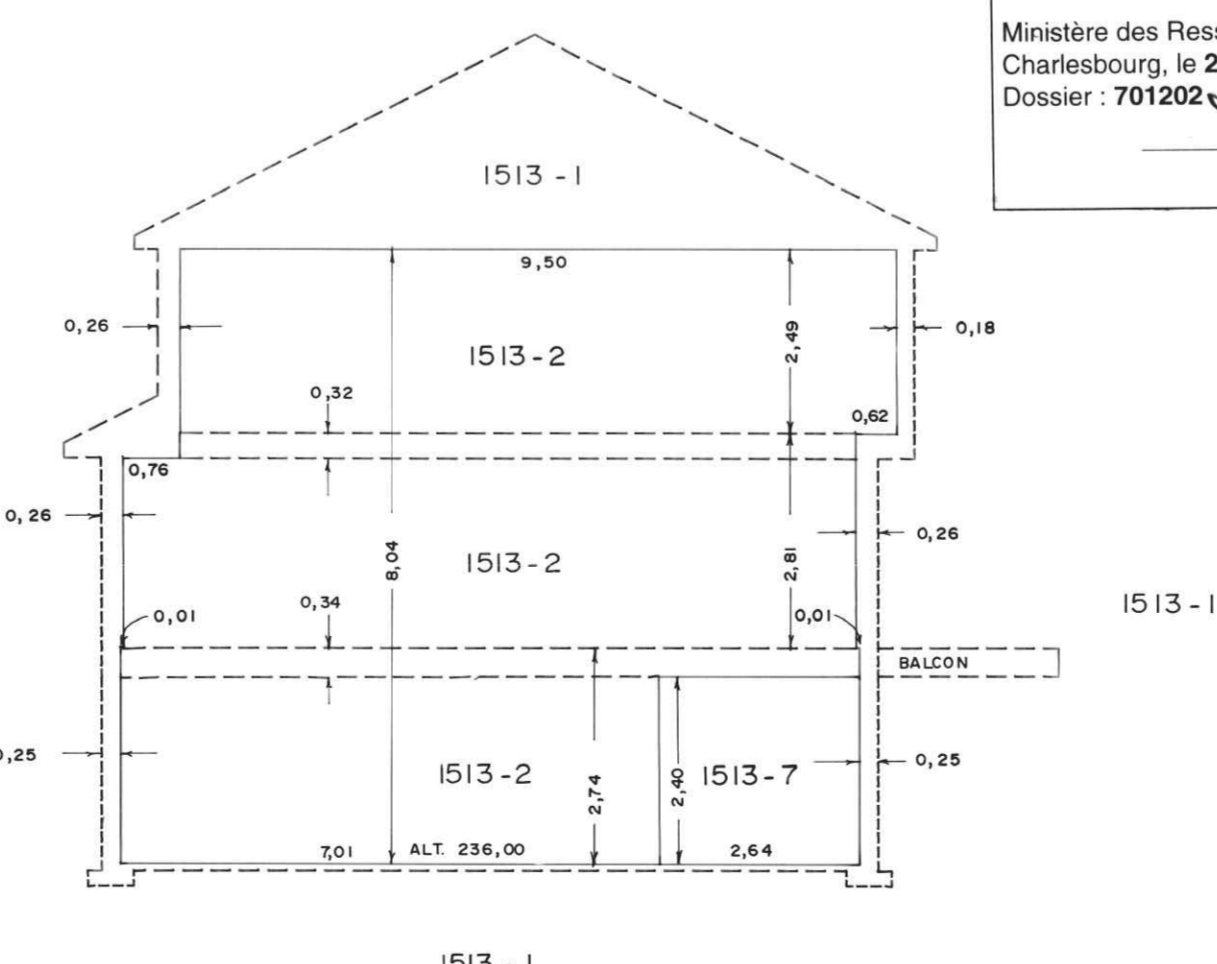 Ministère des Ress
Charlesbourg, le 2
Dossier : 701202
1513 - 1
9,50
0,26
0,18
2,49
1513 - 2
0,32
0,62
0,76
0,26
0,26
8,04
1513 - 2
2,81
1513 - 1
0,01
0,34
0,01
BALCON
0,25
0,25
1513 - 2
2,74
2,40
1513 - 7
7,01
ALT. 236,00
2,64
1513 - 1